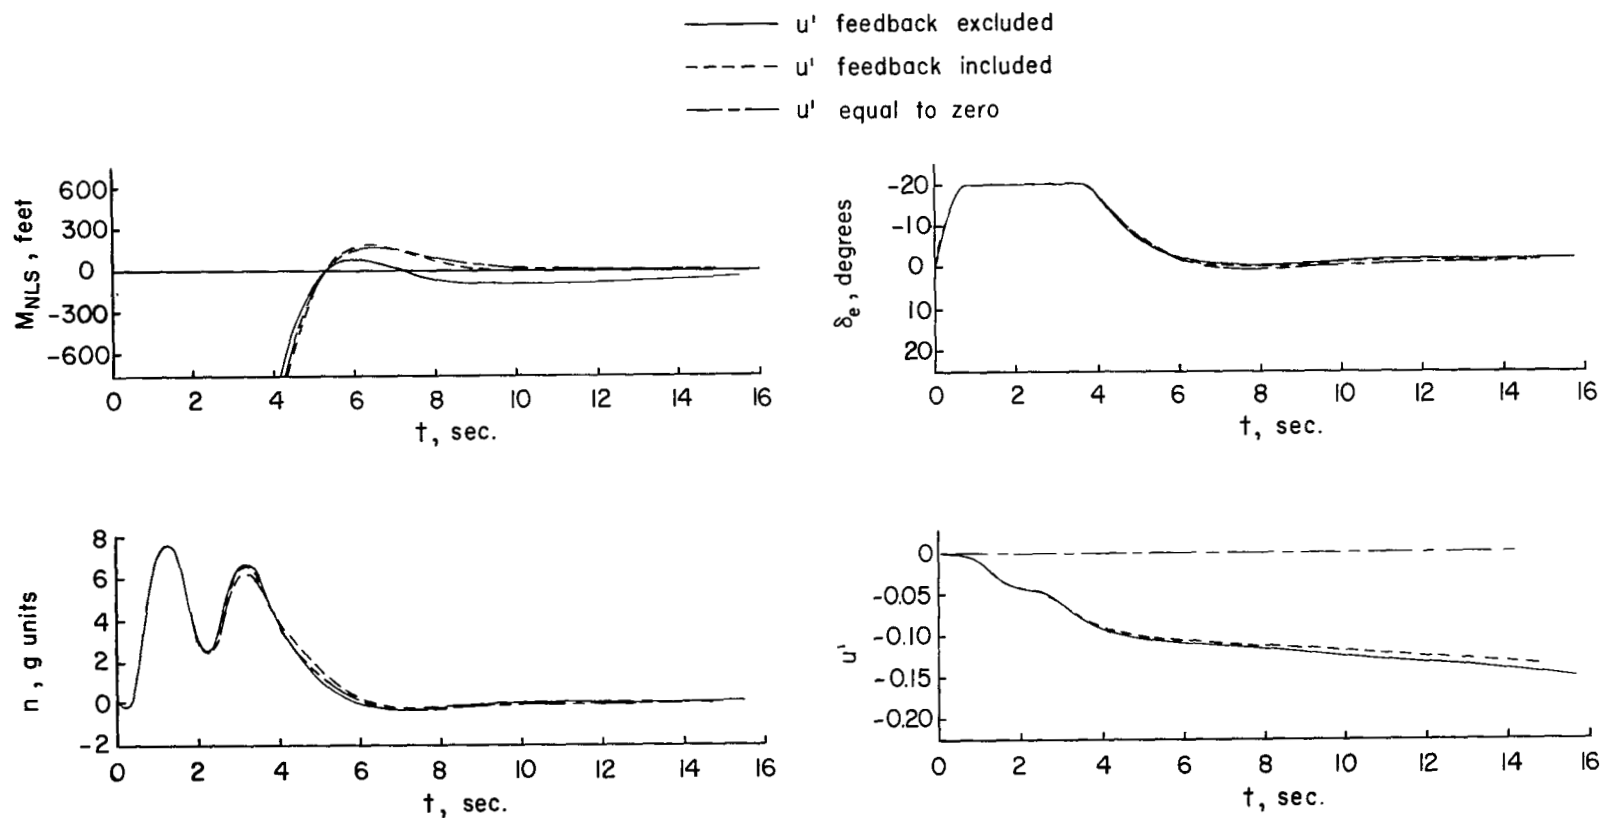 u' feedback excluded
u' feedback included
u' equal to zero
M_NLS, feet
600
300
0
-300
-600
0 2 4 6 8 10 12 14 16
t, sec.
δ_e, degrees
-20
-10
0
10
20
0 2 4 6 8 10 12 14 16
t, sec.
n, g units
8
6
4
2
0
-2
0 2 4 6 8 10 12 14 16
t, sec.
u'
0
-0.05
-0.10
-0.15
-0.20
0 2 4 6 8 10 12 14 16
t, sec.